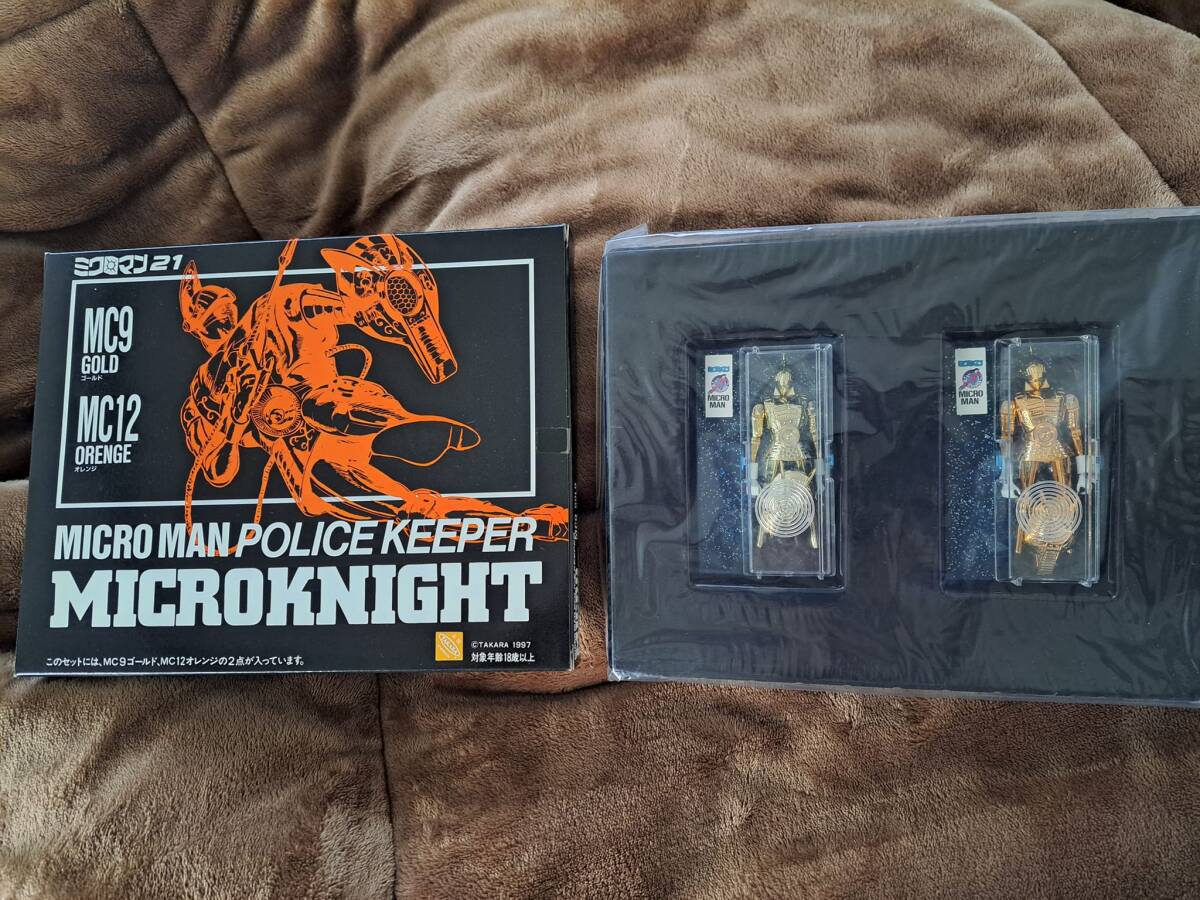 ミクロマン21
MC9
GOLD
ゴールド
MC12
ORENGE
オレンジ
MICRO MAN POLICE KEEPER
MICROKNIGHT
©TAKARA 1997
対象年齢18歳以上
このセットには、MC9ゴールド、MC12オレンジの2点が入っています。
MICRO
MAN
MICRO
MAN